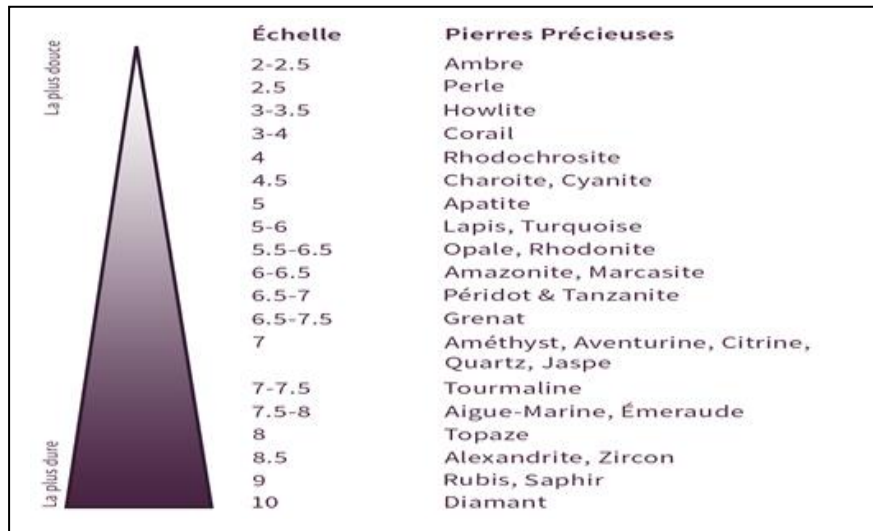 La plus douce
La plus dure
Échelle Pierres Précieuses
2-2.5 Ambre
2.5 Perle
3-3.5 Howlite
3-4 Corail
4 Rhodochrosite
4.5 Charoite, Cyanite
5 Apatite
5-6 Lapis, Turquoise
5.5-6.5 Opale, Rhodonite
6-6.5 Amazonite, Marcasite
6.5-7 Péridot & Tanzanite
6.5-7.5 Grenat
7 Améthyst, Aventurine, Citrine,
Quartz, Jaspe
7-7.5 Tourmaline
7.5-8 Aigue-Marine, Émeraude
8 Topaze
8.5 Alexandrite, Zircon
9 Rubis, Saphir
10 Diamant